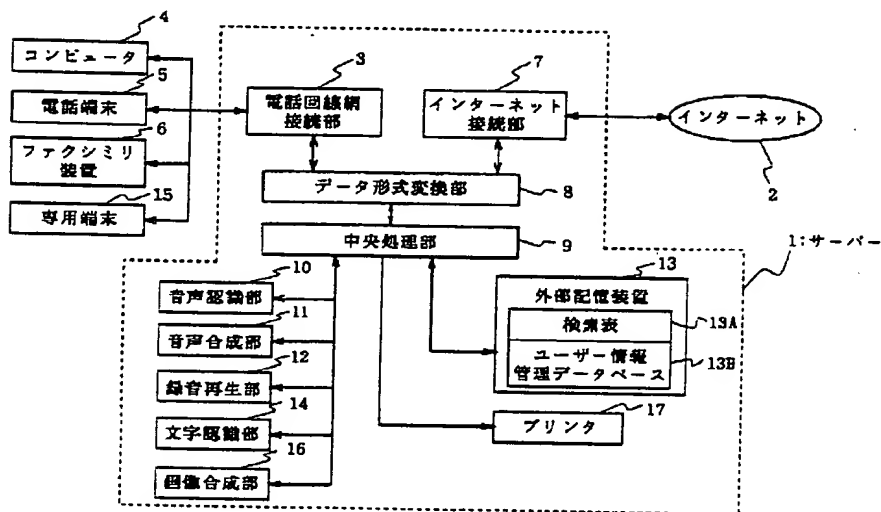 4
コンピュータ
5
電話端末
6
ファクシミリ
装置
15
専用端末
3
電話回線網
接続部
7
インターネット
接続部
インターネット
2
データ形式変換部
8
中央処理部
9
1:サーバー
10
音声認識部
11
音声合成部
12
録音再生部
14
文字認識部
16
画像合成部
13
外部記憶装置
検索表
13A
ユーザー情報
管理データベース
13B
17
プリンタ